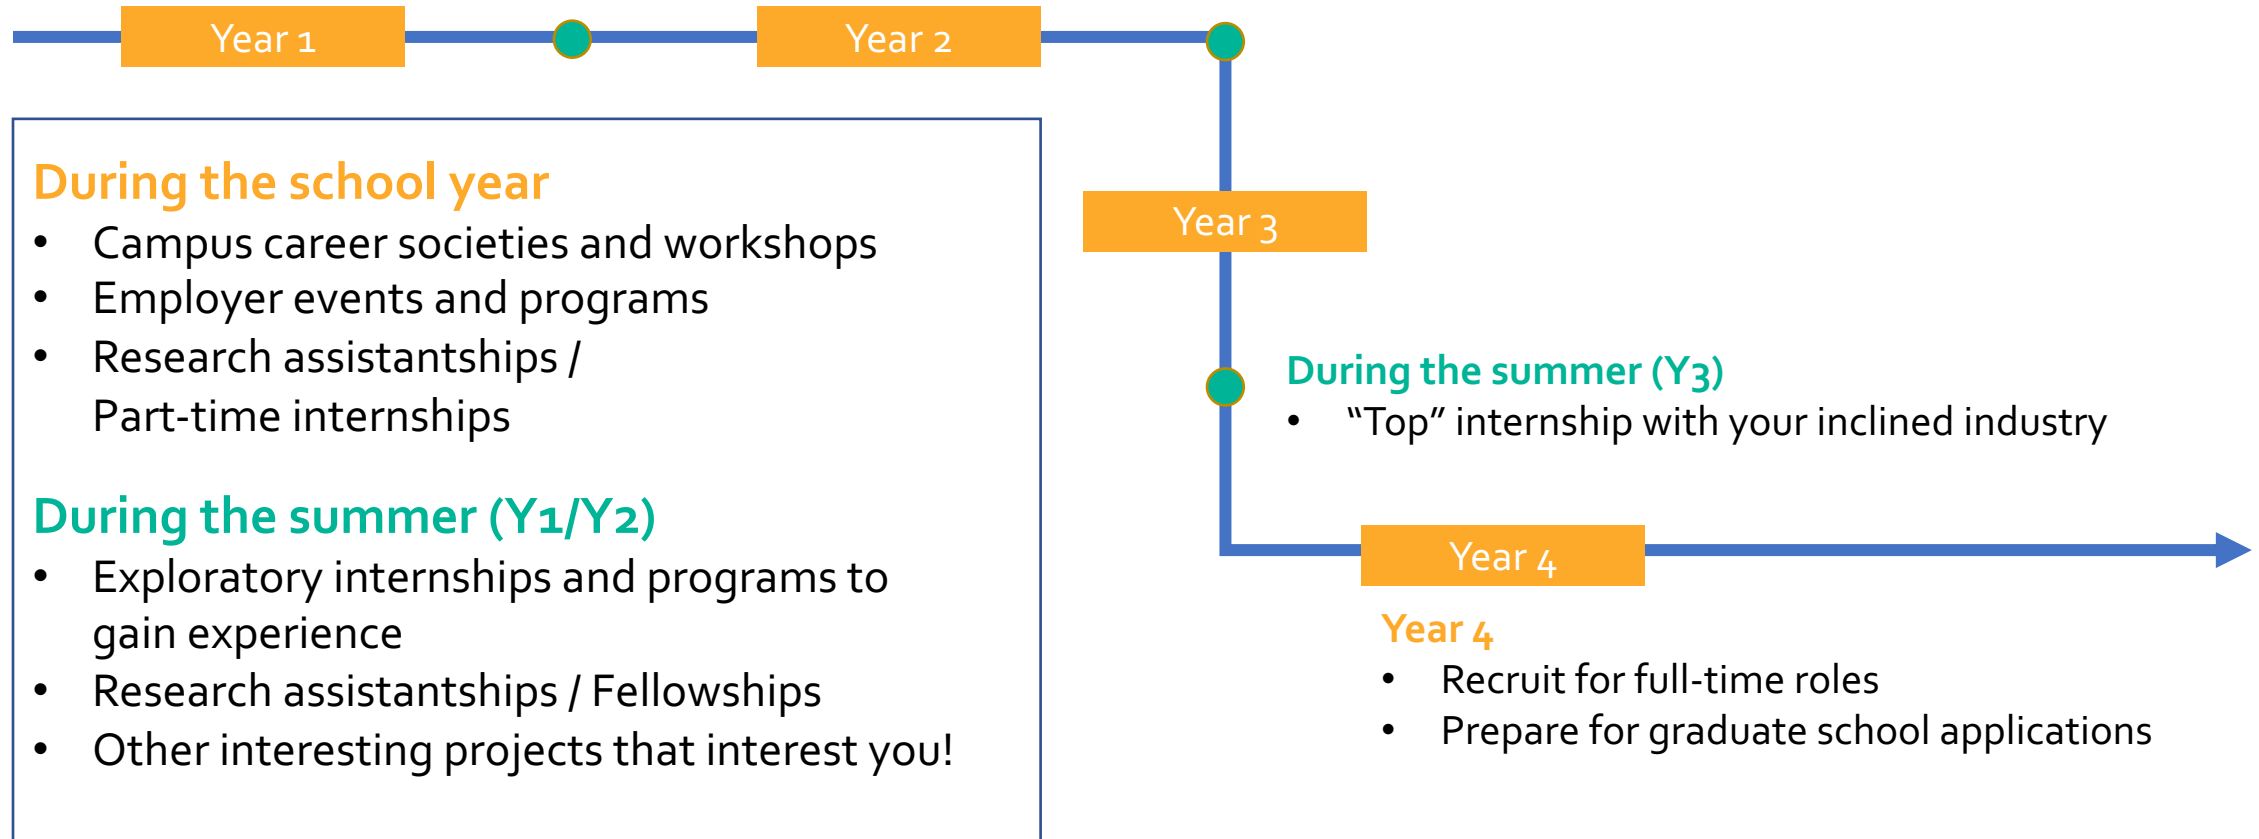 Year 1
Year 2
During the school year
• Campus career societies and workshops
• Employer events and programs
• Research assistantships /
Part-time internships
During the summer (Y1/Y2)
• Exploratory internships and programs to
gain experience
• Research assistantships / Fellowships
• Other interesting projects that interest you!
Year 3
During the summer (Y3)
• “Top” internship with your inclined industry
Year 4
Year 4
• Recruit for full-time roles
• Prepare for graduate school applications